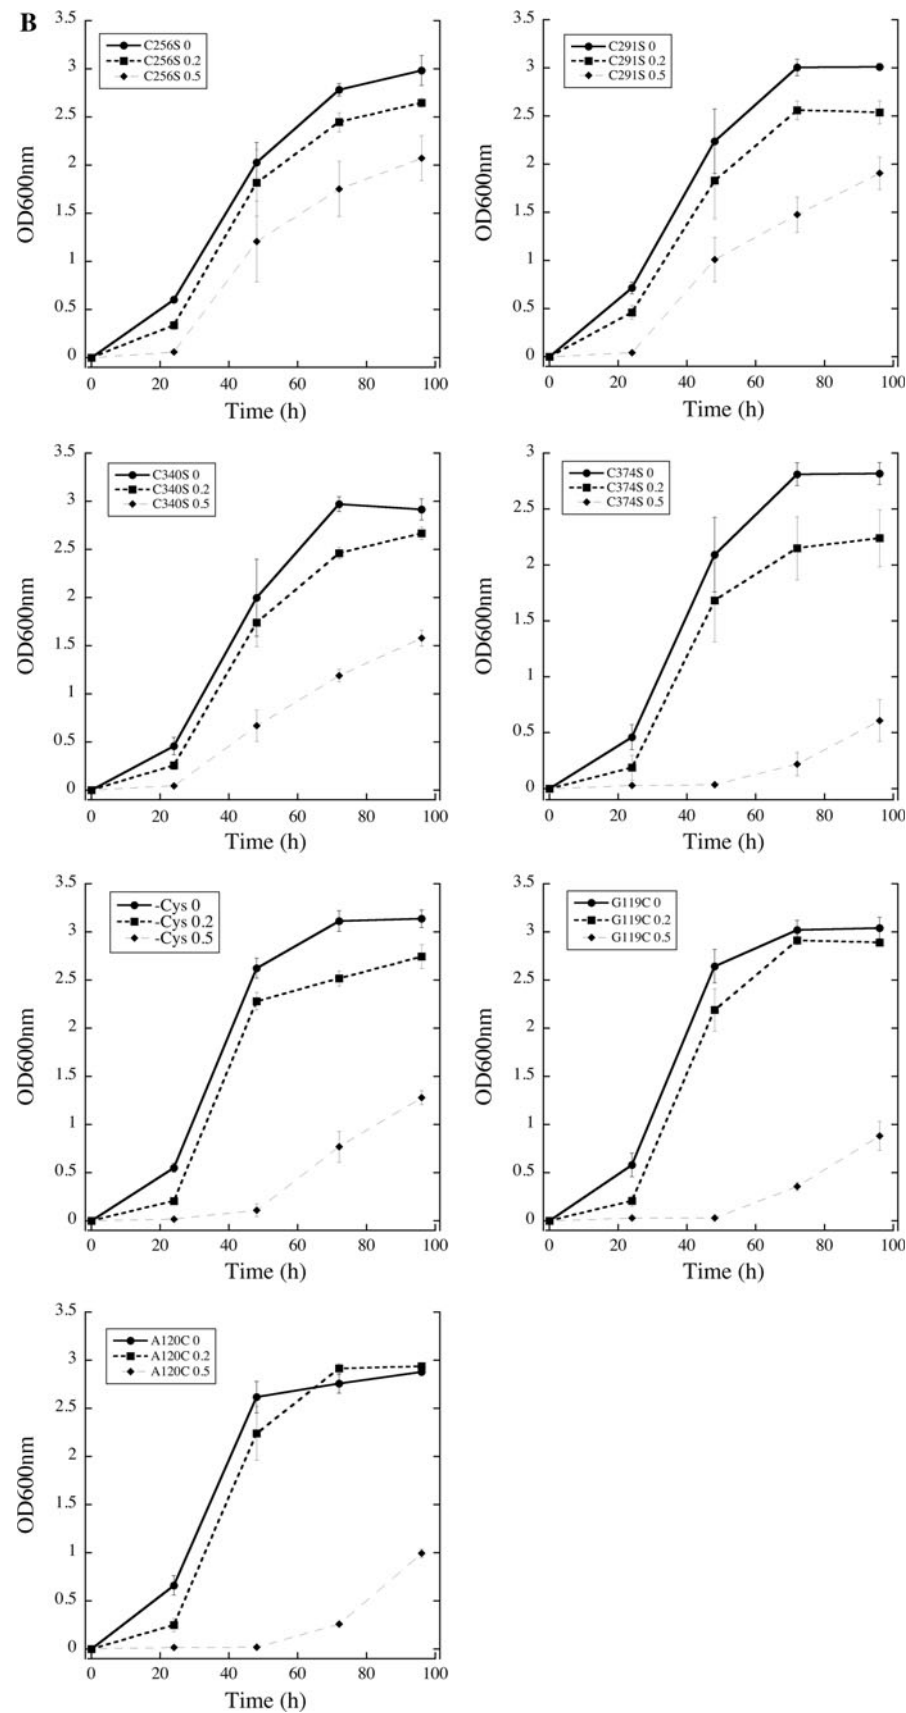 B
C256S 0
C256S 0.2
C256S 0.5
OD600nm
3.5
3
2.5
2
1.5
1
0.5
0
0 20 40 60 80 100
Time (h)
C291S 0
C291S 0.2
C291S 0.5
OD600nm
3.5
3
2.5
2
1.5
1
0.5
0
0 20 40 60 80 100
Time (h)
C340S 0
C340S 0.2
C340S 0.5
OD600nm
3.5
3
2.5
2
1.5
1
0.5
0
0 20 40 60 80 100
Time (h)
C374S 0
C374S 0.2
C374S 0.5
OD600nm
3
2.5
2
1.5
1
0.5
0
0 20 40 60 80 100
Time (h)
-Cys 0
-Cys 0.2
-Cys 0.5
OD600nm
3.5
3
2.5
2
1.5
1
0.5
0
0 20 40 60 80 100
Time (h)
G119C 0
G119C 0.2
G119C 0.5
OD600nm
3.5
3
2.5
2
1.5
1
0.5
0
0 20 40 60 80 100
Time (h)
A120C 0
A120C 0.2
A120C 0.5
OD600nm
3.5
3
2.5
2
1.5
1
0.5
0
0 20 40 60 80 100
Time (h)